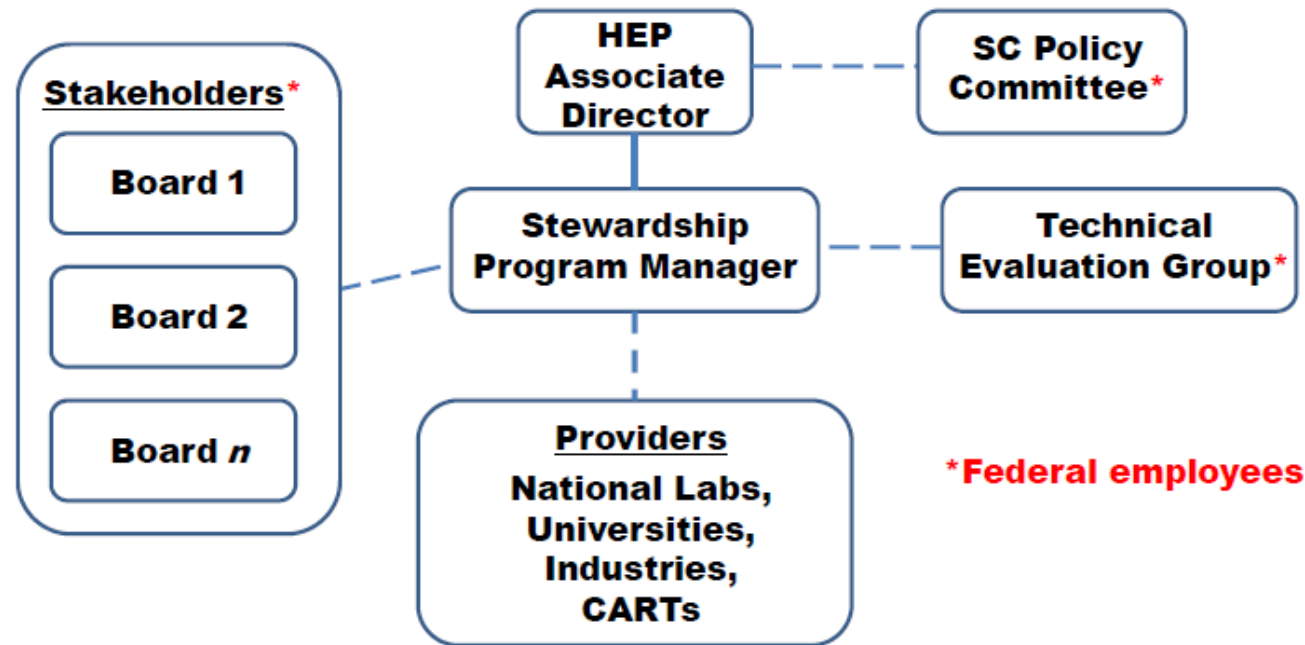 Stakeholders*
Board 1
Board 2
Board n
HEP
Associate
Director
SC Policy
Committee*
Stewardship
Program Manager
Technical
Evaluation Group*
Providers
National Labs,
Universities,
Industries,
CARTs
*Federal employees